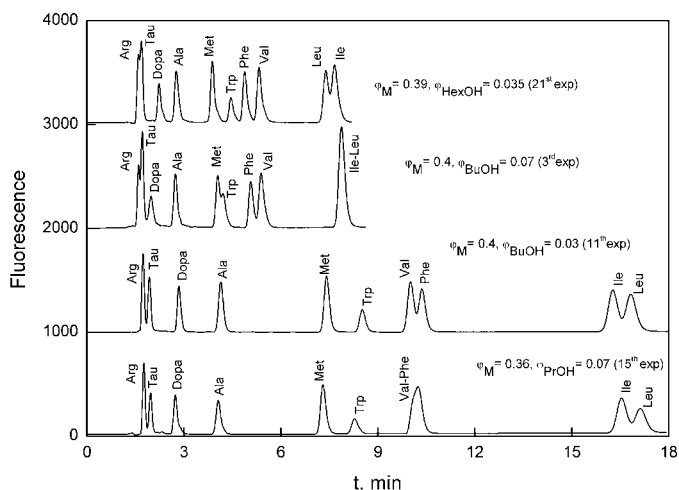 4000
3000
2000
1000
0
Fluorescence
Arg Tau Dopa Ala Met Trp Phe Val Leu Ile
φM= 0.39, φHexOH = 0.035 (21st exp)
Arg Tau Dopa Ala Met Trp Phe Val Ile-Leu
φM= 0.4, φBuOH= 0.07 (3rd exp)
φM= 0.4, φBuOH= 0.03 (11th exp)
Arg Tau Dopa Ala Met Trp Val Phe Ile Leu
φM= 0.36, φPrOH= 0.07 (15th exp)
Arg Tau Dopa Ala Met Trp Val-Phe Ile Leu
0 3 6 9 12 15 18
t, min